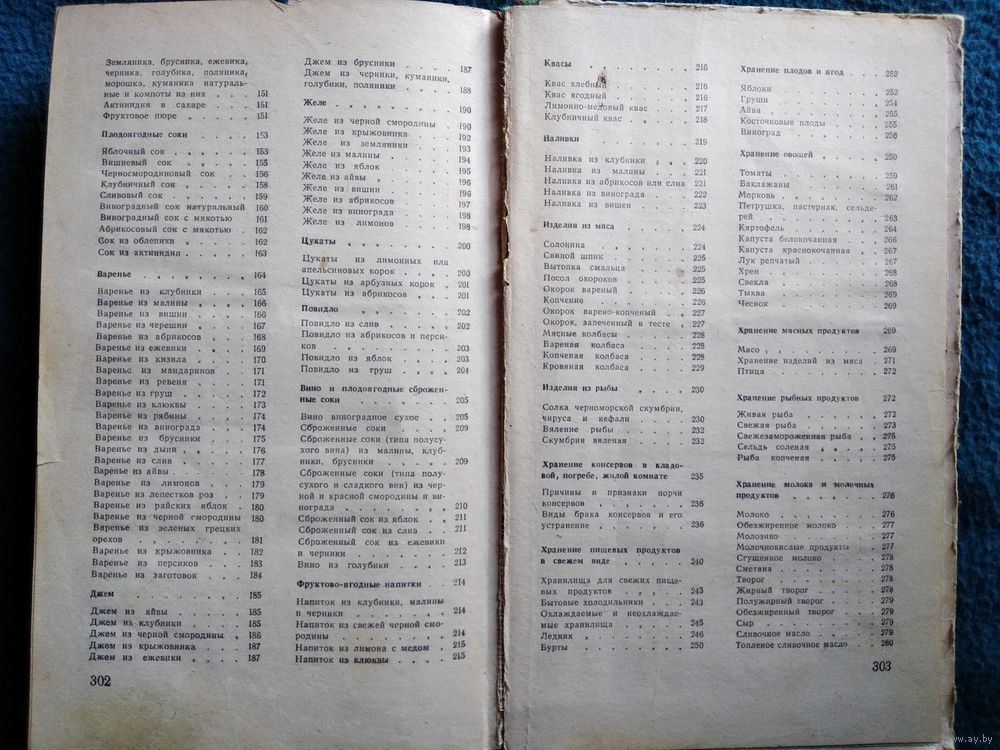 Земляника, брусника, ежевика,
черника, голубика, поляника,
морошка, куманика натураль-
ные и компоты из них . . . . 151
Актинидия в сахаре . . . . 151
Фруктовое пюре . . . . . 151
Плодоягодные соки . . . . 153
Яблочный сок . . . . . . 153
Вишневый сок . . . . . . 155
Черносмородиновый сок . . . 156
Клубничный сок . . . . . 158
Сливовый сок . . . . . . 159
Виноградный сок натуральный 160
Виноградный сок с мякотью 161
Абрикосовый сок с мякотью 162
Сок из облепихи . . . . . 162
Сок из актинидии . . . . . 163
Варенье . . . . . . . . 164
Варенье из клубники . . . . 165
Варенье из малины . . . . 166
Варенье из вишни . . . . . 166
Варенье из черешни . . . . 167
Варенье из абрикосов . . . 168
Варенье из ежевики . . . . 169
Варенье из кизила . . . . . 170
Варенье из мандаринов . . . 171
Варенье из ревеня . . . . . 171
Варенье из груш . . . . . 172
Варенье из клюквы . . . . 173
Варенье из рябины . . . . 174
Варенье из винограда . . . 174
Варенье из брусники . . . 175
Варенье из дыни . . . . . 176
Варенье из слив . . . . . 177
Варенье из айвы . . . . . 178
Варенье из лимонов . . . . 179
Варенье из лепестков роз . . 179
Варенье из райских яблок . 180
Варенье из черной смородины 180
Варенье из зеленых грецких
орехов . . . . . . . . 181
Варенье из крыжовника . . . 182
Варенье из персиков . . . . 183
Варенье из заготовок . . . . 184
Джем . . . . . . . . . 185
Джем из айвы . . . . . . 185
Джем из клубники . . . . . 185
Джем из черной смородины . . 186
Джем из крыжовника . . . . 187
Джем из ежевики . . . . . 187
302
Джем из брусники . . . . 187
Джем из черники, куманики,
голубики, поляники . . . . 188
Желе . . . . . . . . . 190
Желе из черной смородины . 190
Желе из крыжовника . . . . 192
Желе из земляники . . . . 193
Желе из малины . . . . . 194
Желе из яблок . . . . . . 195
Желе из айвы . . . . . . 196
Желе из вишни . . . . . . 196
Желе из абрикосов . . . . 197
Желе из винограда . . . . 198
Желе из лимонов . . . . . 198
Цукаты . . . . . . . . 200
Цукаты из лимонных или
апельсиновых корок . . . . 200
Цукаты из арбузных корок . 201
Цукаты из абрикосов . . . . 201
Повидло . . . . . . . . 202
Повидло из слив . . . . . 202
Повидло из абрикосов и перси-
ков . . . . . . . . . 203
Повидло из яблок . . . . . 203
Повидло из груш . . . . . 204
Вино и плодоягодные сброжен-
ные соки . . . . . . . 205
Вино виноградное сухое . . . 205
Сброженные соки . . . . . 209
Сброженные соки (типа полусу-
хого вина) из малины, клуб-
ники, брусники . . . . . 209
Сброженные соки (типа полу-
сухого и сладкого вин) из чер-
ной и красной смородины и ви-
нограда . . . . . . . . 210
Сброженный сок из яблок . . 211
Сброженный сок из слив . . 211
Сброженный сок из ежевики
и черники . . . . . . . 212
Вино из голубики . . . . . 213
Фруктово-ягодные напитки . . 214
Напиток из клубники, малины
и черники . . . . . . . 214
Напиток из свежей черной смо-
родины . . . . . . . . 214
Напиток из лимона с медом . 215
Напиток из клюквы . . . . 215
Квасы . . . . . . . . 216
Квас хлебный . . . . . . 216
Квас ягодный . . . . . . 216
Лимонно-медовый квас . . . 217
Клубничный квас . . . . . 218
Наливки . . . . . . . . 219
Наливка из клубники . . . . 220
Наливка из малины . . . . 221
Наливка из абрикосов или слив 221
Наливка из винограда . . . 222
Наливка из вишен . . . . . 223
Изделия из мяса . . . . . 224
Солонина . . . . . . . 224
Свиной шпик . . . . . . 225
Вытопка смальца . . . . . 225
Посол окороков . . . . . 225
Окорок вареный . . . . . 226
Копчение . . . . . . . 226
Окорок варено-копченый . . 227
Окорок, запеченный в тесте . 227
Мясные колбасы . . . . . 228
Вареная колбаса . . . . . 228
Копченая колбаса . . . . . 228
Кровяная колбаса . . . . . 229
Изделия из рыбы . . . . . 230
Солка черноморской скумбрии,
чируса и кефали . . . . . 230
Вяление рыбы . . . . . . 232
Скумбрия вяленая . . . . . 232
Хранение консервов в кладо-
вой, погребе, жилой комнате 235
Причины и признаки порчи
консервов . . . . . . . 236
Виды брака консервов и его
устранение . . . . . . . 236
Хранение пищевых продуктов
в свежем виде . . . . . . 240
Хранилища для свежих пище-
вых продуктов . . . . . 243
Бытовые холодильники . . . 243
Охлаждаемые и неохлаждае-
мые хранилища . . . . . 245
Ледник . . . . . . . . 246
Бурты . . . . . . . . 250
Хранение плодов и ягод . . 252
Яблоки . . . . . . . . 252
Груши . . . . . . . . 254
Айва . . . . . . . . . 255
Косточковые плоды . . . . 255
Виноград . . . . . . . 256
Хранение овощей . . . . . 259
Томаты . . . . . . . . 259
Баклажаны . . . . . . . 261
Морковь . . . . . . . . 262
Петрушка, пастернак, сельде-
рей . . . . . . . . . 263
Картофель . . . . . . . 264
Капуста белокочанная . . . 266
Капуста краснокочанная . . . 267
Лук репчатый . . . . . . 267
Хрен . . . . . . . . . 268
Свекла . . . . . . . . 268
Тыква . . . . . . . . 269
Чеснок . . . . . . . . 269
Хранение мясных продуктов 269
Мясо . . . . . . . . . 269
Хранение изделий из мяса . 271
Птица . . . . . . . . 272
Хранение рыбных продуктов 272
Живая рыба . . . . . . 272
Свежая рыба . . . . . . 273
Свежезамороженная рыба . . 275
Сельдь соленая . . . . . 275
Рыба копченая . . . . . . 275
Хранение молока и молочных
продуктов . . . . . . . 276
Молоко . . . . . . . . 276
Обезжиренное молоко . . . 277
Молозиво . . . . . . . 277
Молочнокислые продукты . . 277
Сгущенное молоко . . . . 278
Сметана . . . . . . . . 278
Творог . . . . . . . . 278
Жирный творог . . . . . 278
Полужирный творог . . . . 279
Обезжиренный творог . . . 279
Сыр . . . . . . . . . 279
Сливочное масло . . . . . 279
Топленое сливочное масло . . 280
303
www.ay.by